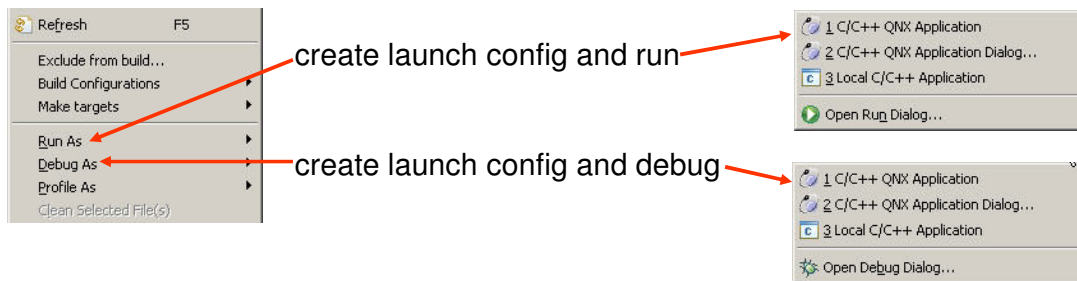 Refresh F5
Exclude from build...
Build Configurations
Make targets
Run As
Debug As
Profile As
Clean Selected File(s)
create launch config and run
create launch config and debug
1 C/C++ QNX Application
2 C/C++ QNX Application Dialog...
3 Local C/C++ Application
Open Run Dialog...
1 C/C++ QNX Application
2 C/C++ QNX Application Dialog...
3 Local C/C++ Application
Open Debug Dialog...